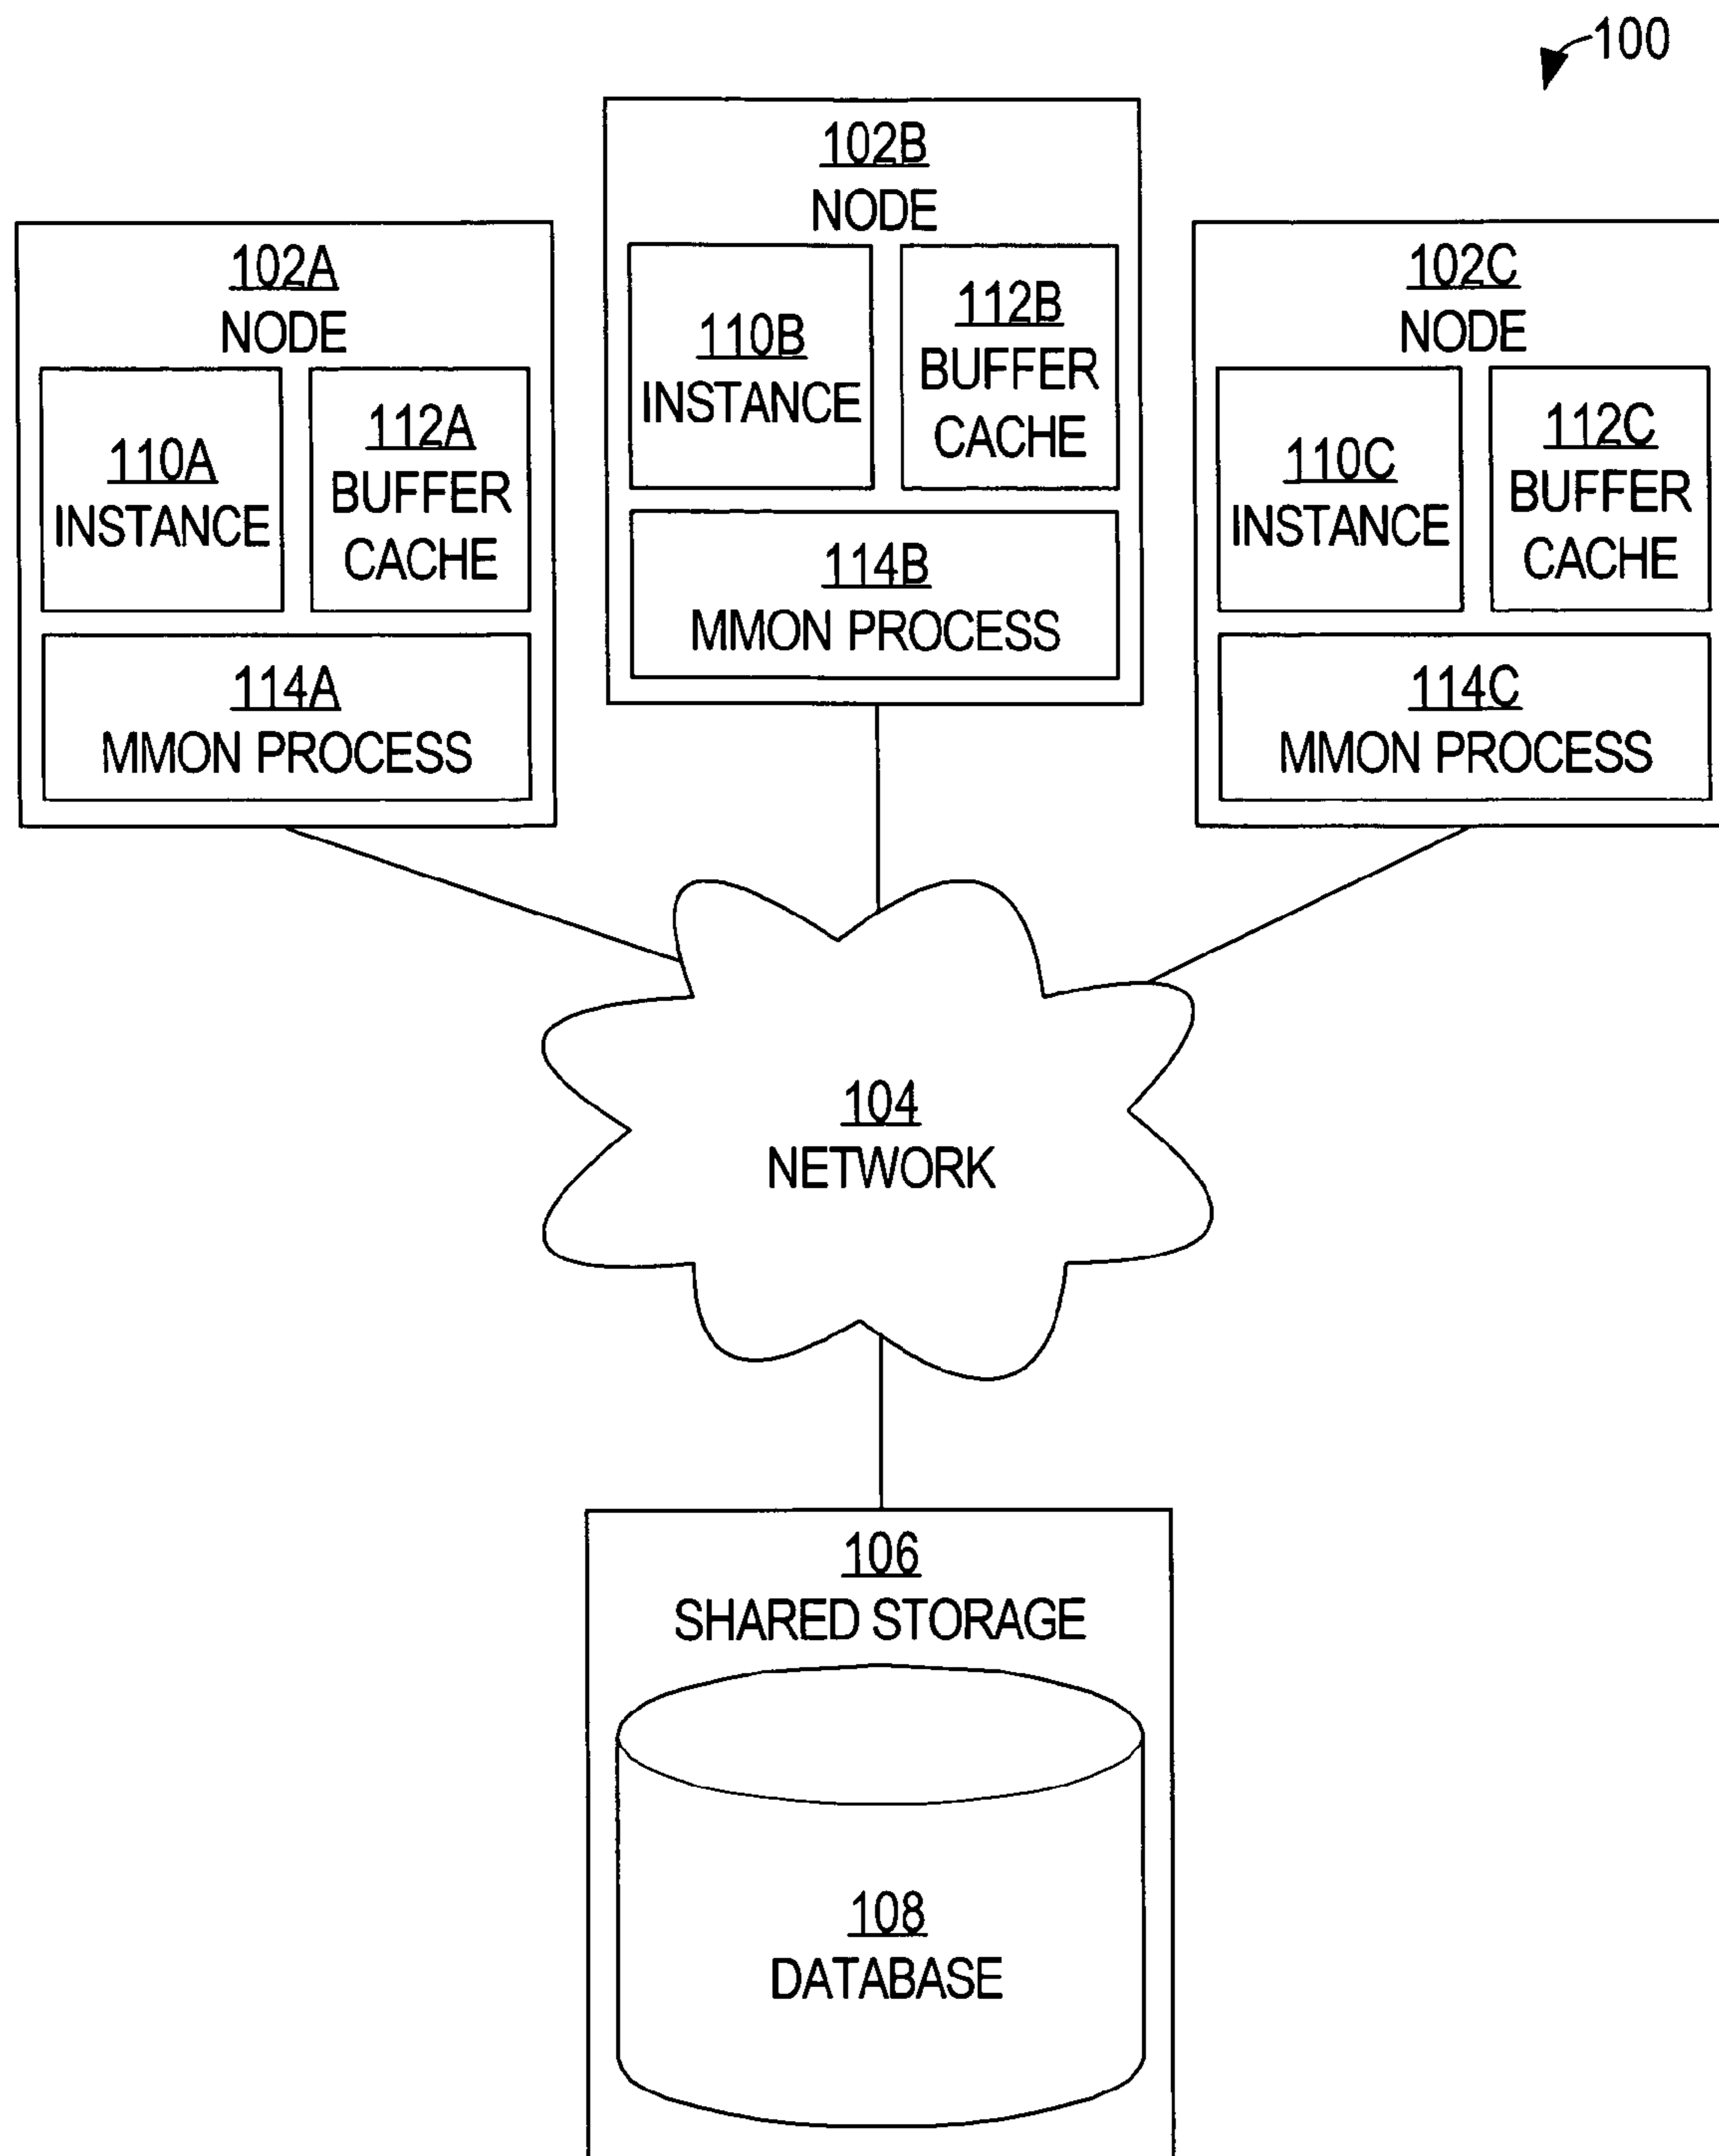 100
102A
NODE
110A
INSTANCE
112A
BUFFER
CACHE
114A
MMON PROCESS
102B
NODE
110B
INSTANCE
112B
BUFFER
CACHE
114B
MMON PROCESS
102C
NODE
110C
INSTANCE
112C
BUFFER
CACHE
114C
MMON PROCESS
104
NETWORK
106
SHARED STORAGE
108
DATABASE